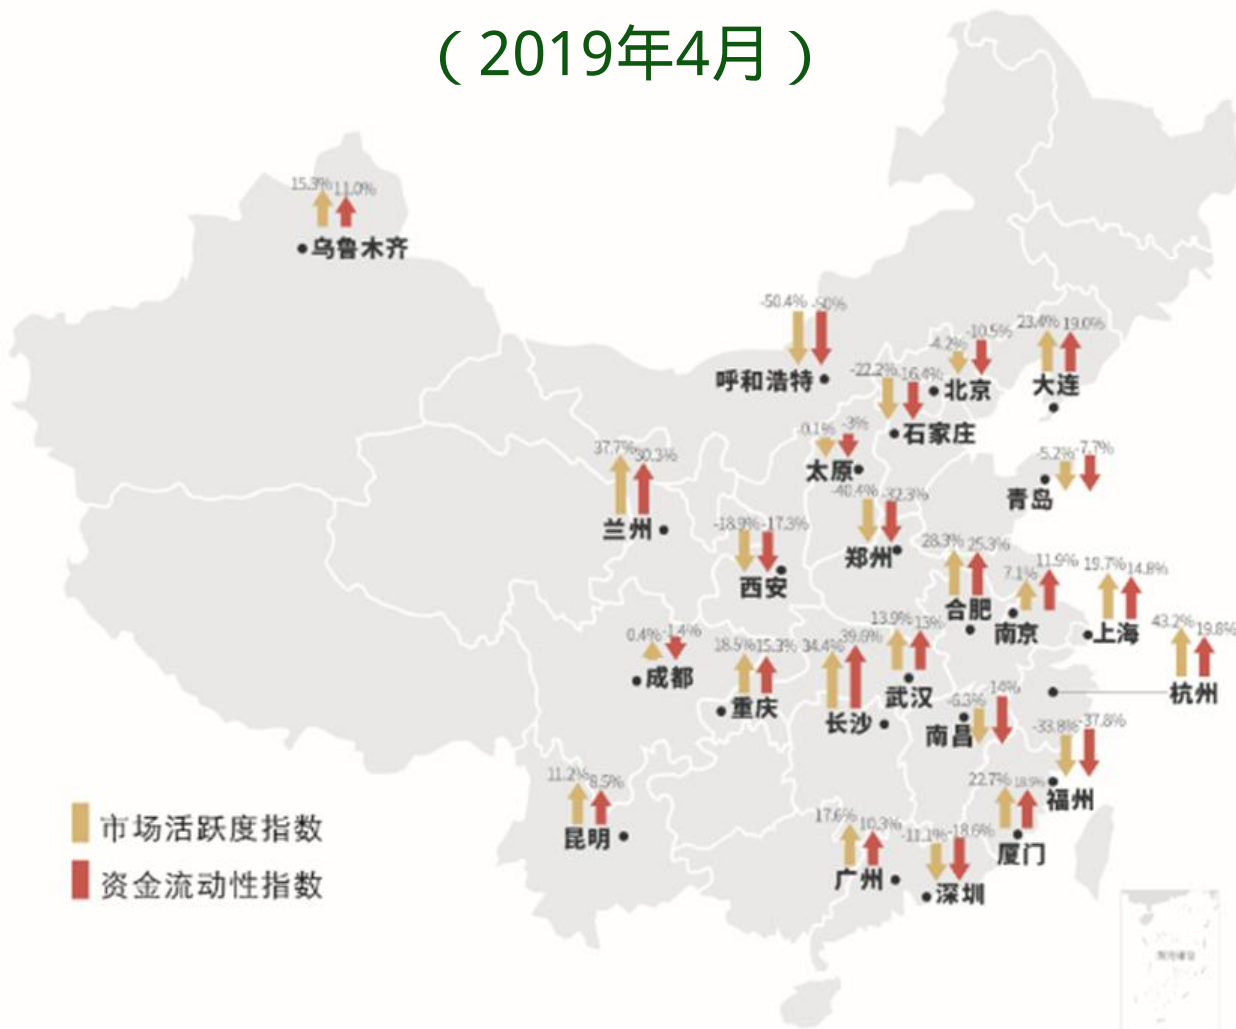 （2019年4月）
15.3% 11.0%
乌鲁木齐
-50.4% -50%
呼和浩特
-4.2% -10.5%
北京
23.4% 19.0%
大连
-22.2% -16.4%
石家庄
-0.1% -3%
太原
37.7% 30.3%
兰州
-5.2% -7.7%
青岛
-40.4% -32.3%
郑州
-18.9% -17.3%
西安
28.3% 25.3%
合肥
7.1% 11.9%
南京
19.7% 14.8%
上海
43.2% 19.8%
杭州
0.4% -1.4%
成都
18.5% 15.3%
重庆
34.4% 39.6%
长沙
13.9% 13%
武汉
-6.3% 14%
南昌
-33.8% -37.8%
福州
11.2% 8.5%
昆明
22.7% 18.9%
厦门
17.6% 10.3%
广州
-11.1% -18.6%
深圳
市场活跃度指数
资金流动性指数